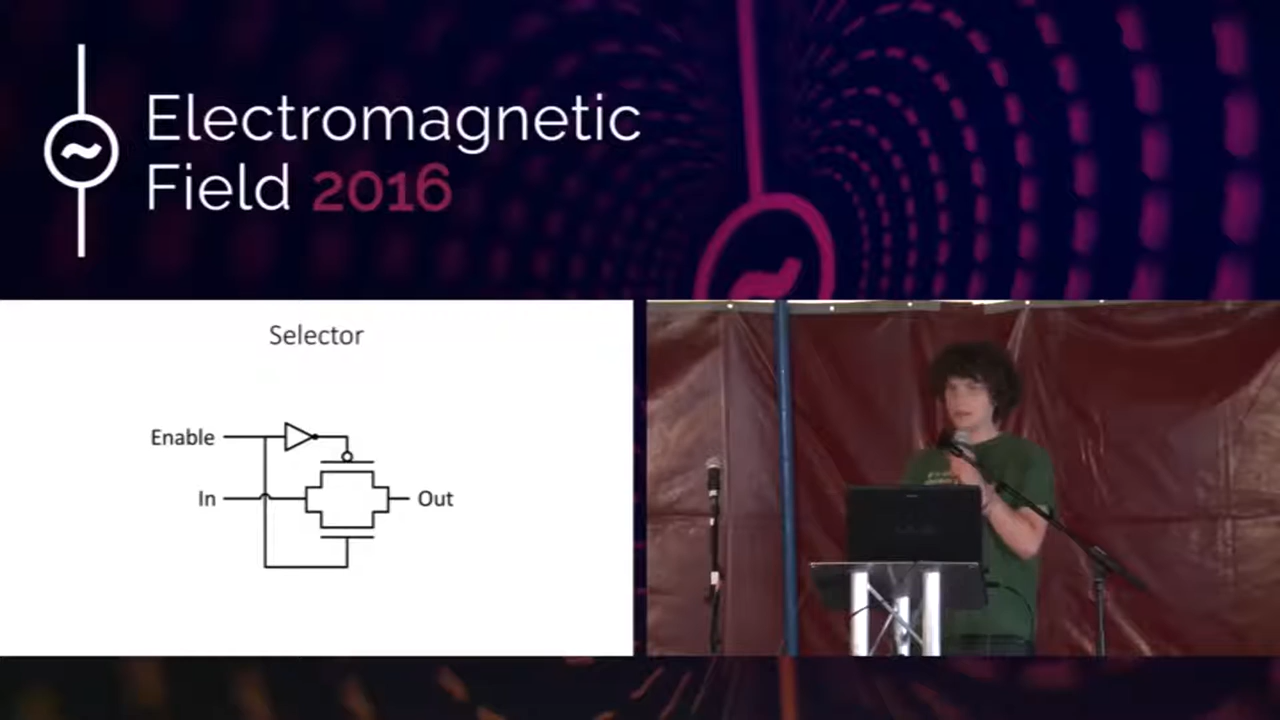 Electromagnetic
Field 2016
Selector
Enable
In
Out